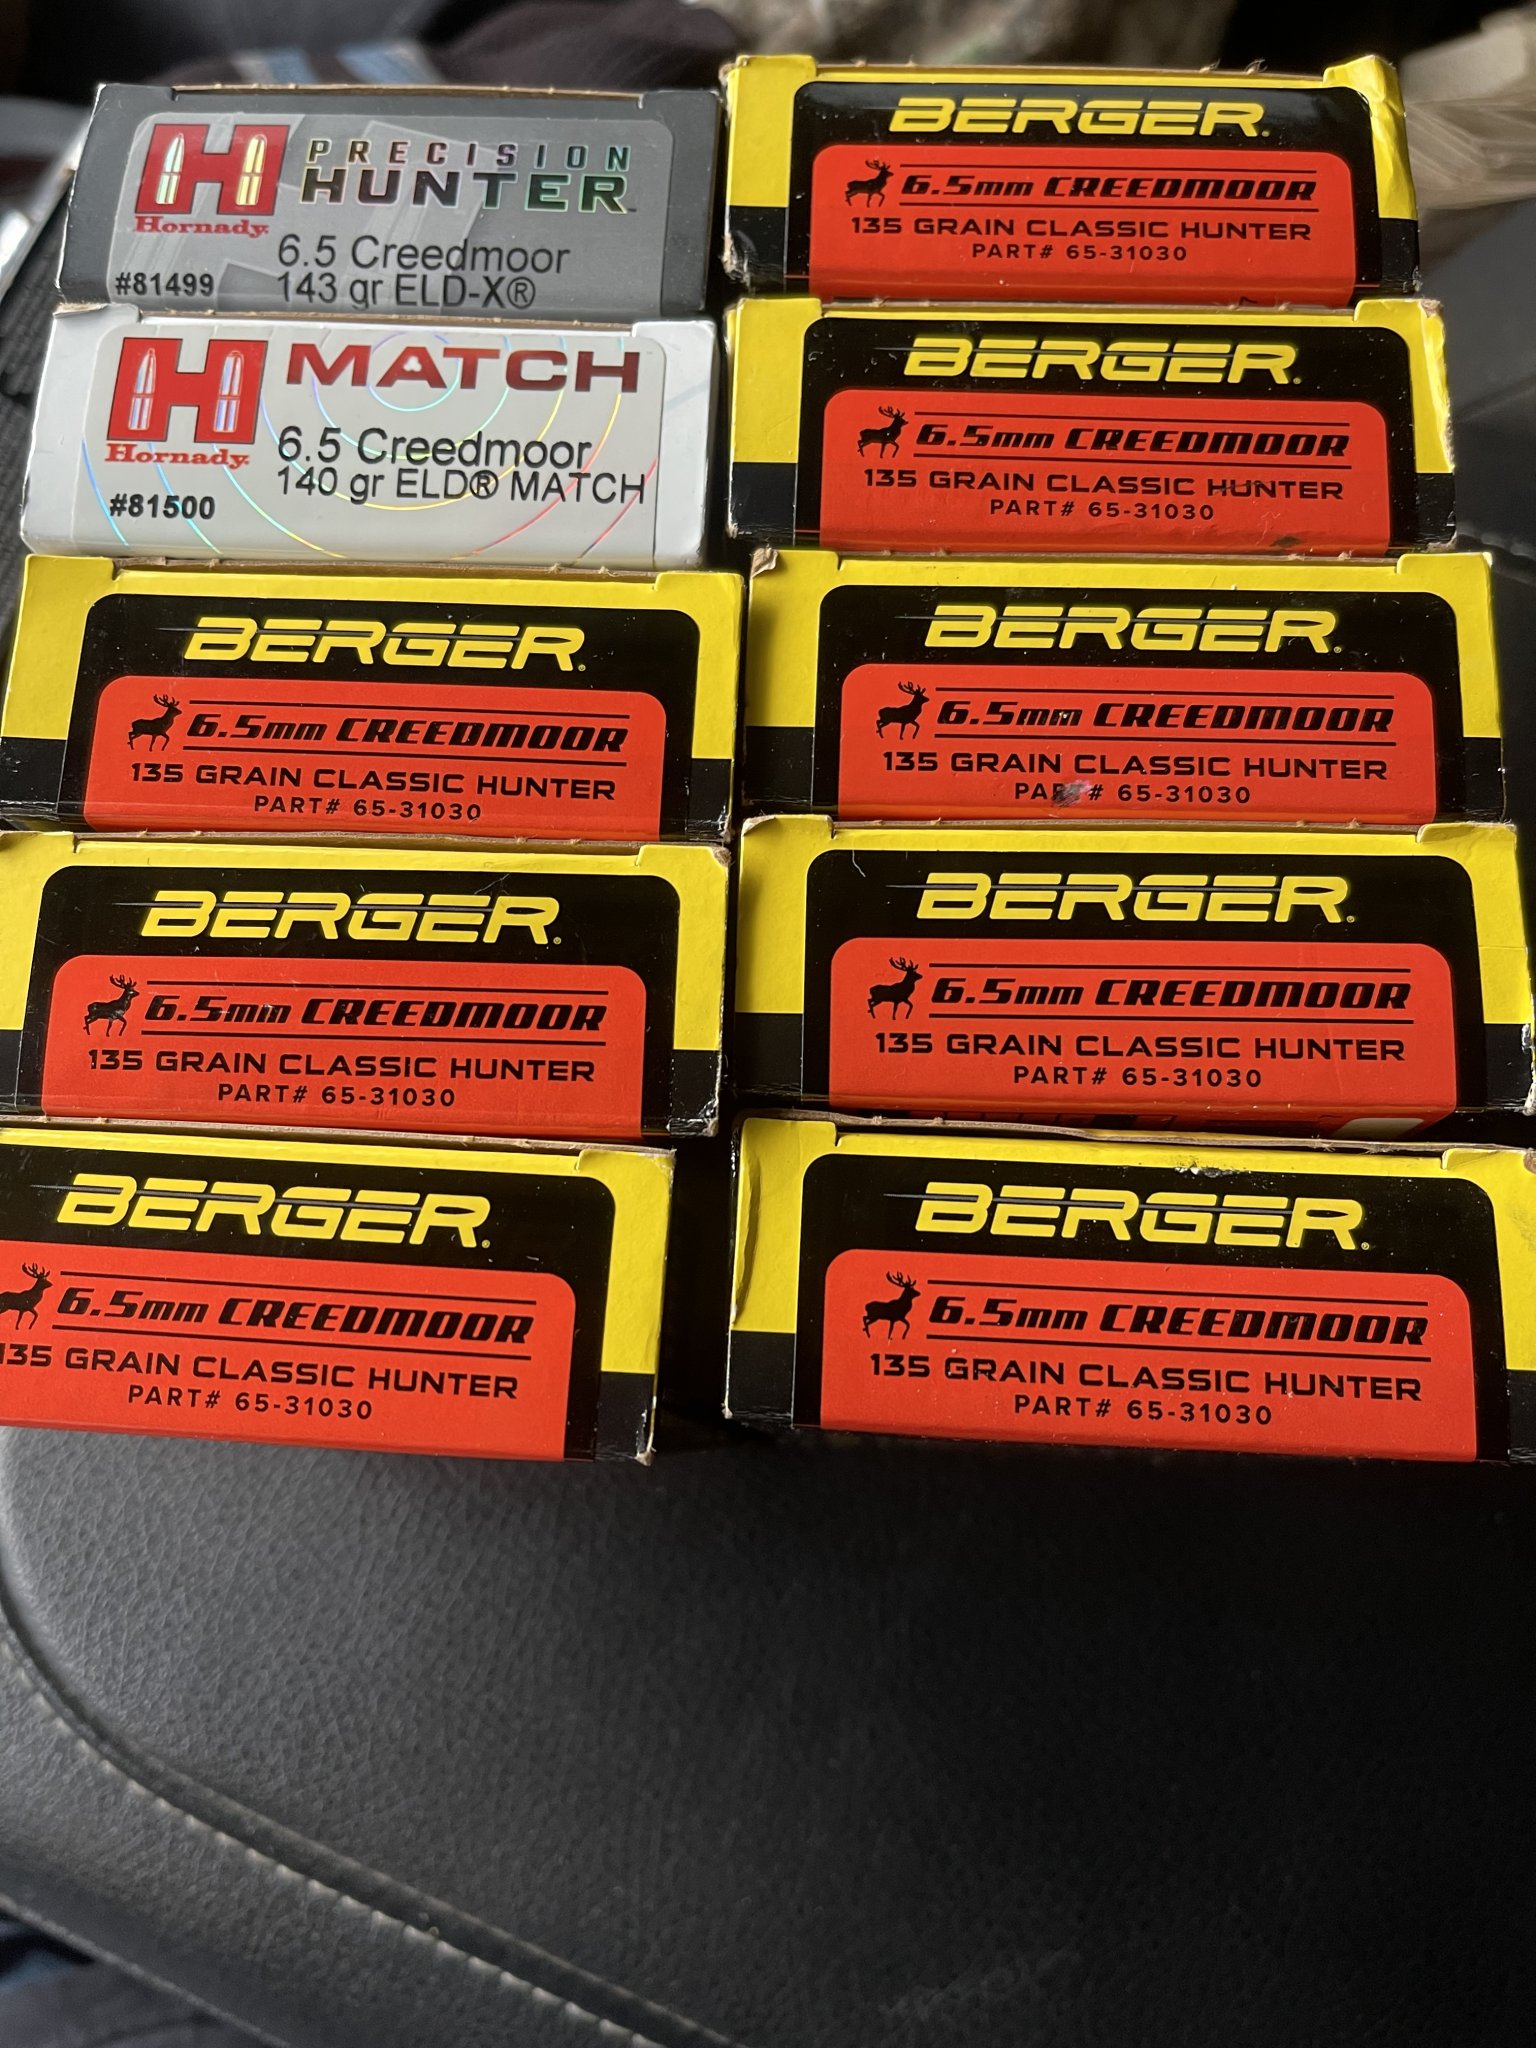 PRECISION
HUNTER
Hornady
6.5 Creedmoor
#81499
143 gr ELD-X®
MATCH
Hornady
6.5 Creedmoor
140 gr ELD® MATCH
#81500
BERGER
6.5mm CREEDMOOR
135 GRAIN CLASSIC HUNTER
PART# 65-31030
BERGER
6.5mm CREEDMOOR
135 GRAIN CLASSIC HUNTER
PART# 65-31030
BERGER
6.5mm CREEDMOOR
135 GRAIN CLASSIC HUNTER
PART# 65-31030
BERGER
6.5mm CREEDMOOR
135 GRAIN CLASSIC HUNTER
PART# 65-31030
BERGER
6.5mm CREEDMOOR
135 GRAIN CLASSIC HUNTER
PART# 65-31030
BERGER
6.5mm CREEDMOOR
135 GRAIN CLASSIC HUNTER
PART# 65-31030
BERGER
6.5mm CREEDMOOR
135 GRAIN CLASSIC HUNTER
PART# 65-31030
BERGER
6.5mm CREEDMOOR
135 GRAIN CLASSIC HUNTER
PART# 65-31030